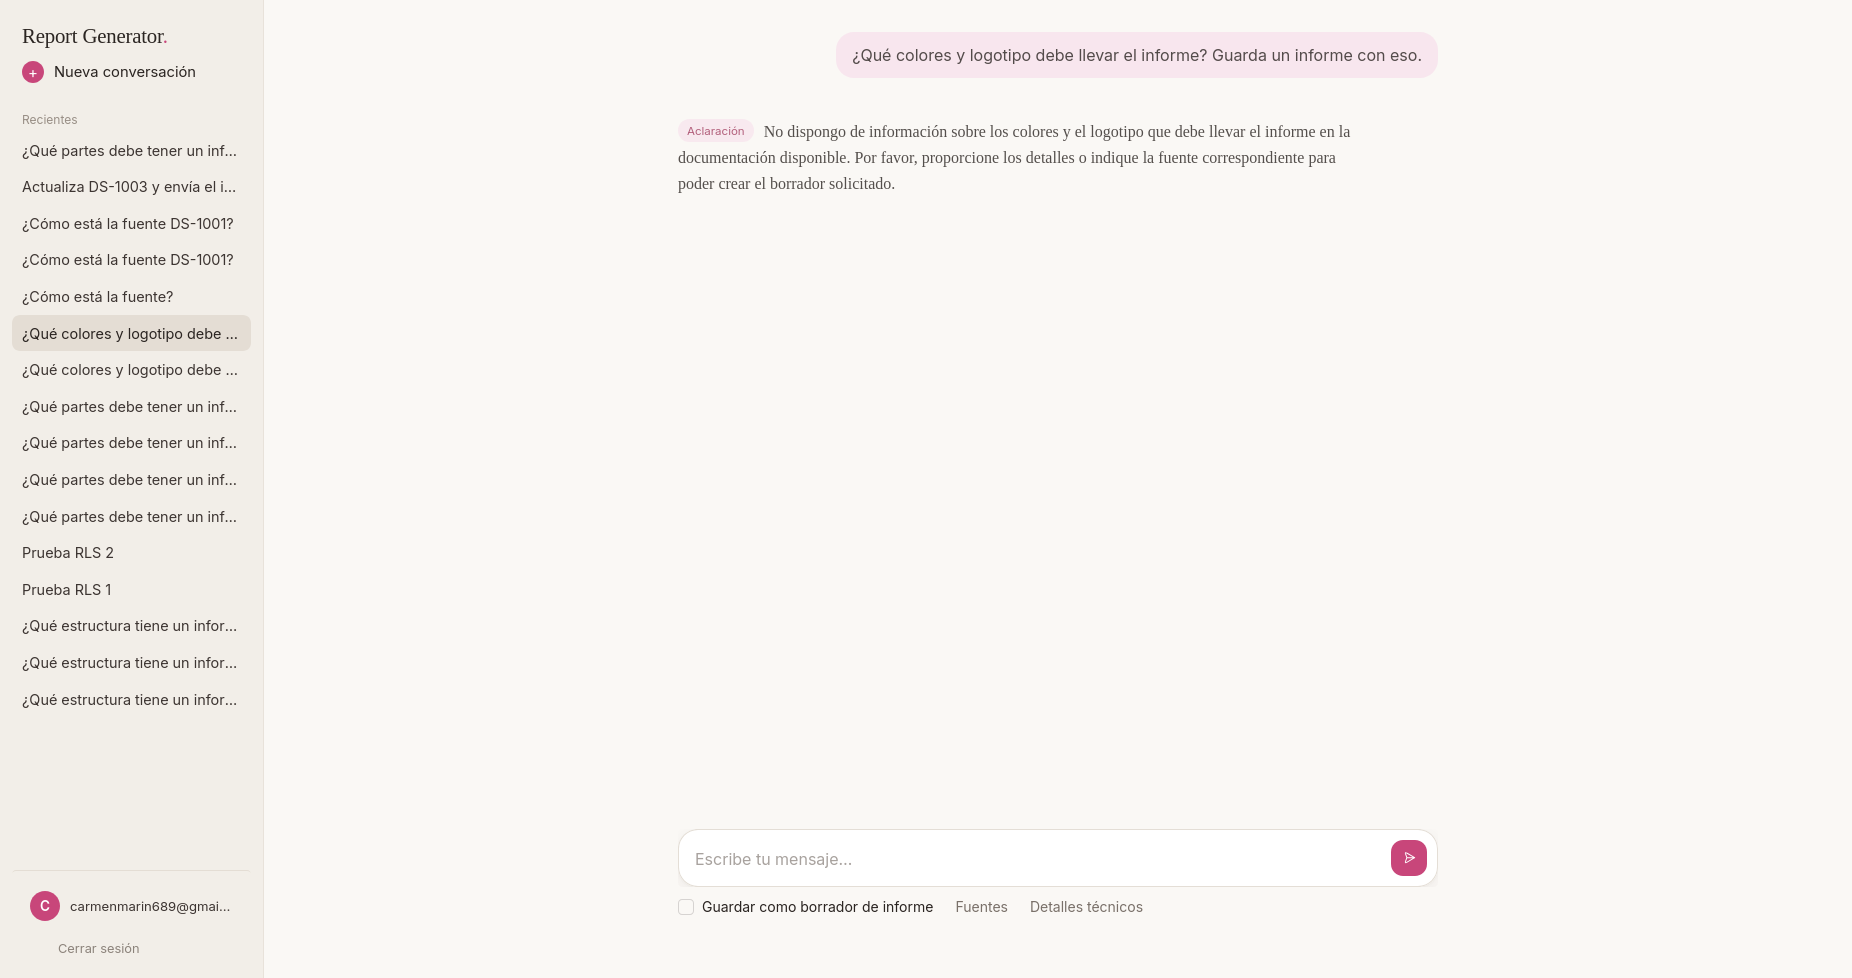 Report Generator.
+ Nueva conversación
Recientes
¿Qué partes debe tener un inf...
Actualiza DS-1003 y envía el i...
¿Cómo está la fuente DS-1001?
¿Cómo está la fuente DS-1001?
¿Cómo está la fuente?
¿Qué colores y logotipo debe ...
¿Qué colores y logotipo debe ...
¿Qué partes debe tener un inf...
¿Qué partes debe tener un inf...
¿Qué partes debe tener un inf...
¿Qué partes debe tener un inf...
Prueba RLS 2
Prueba RLS 1
¿Qué estructura tiene un infor...
¿Qué estructura tiene un infor...
¿Qué estructura tiene un infor...
C carmenmarin689@gmai...
Cerrar sesión
¿Qué colores y logotipo debe llevar el informe? Guarda un informe con eso.
Aclaración No dispongo de información sobre los colores y el logotipo que debe llevar el informe en la
documentación disponible. Por favor, proporcione los detalles o indique la fuente correspondiente para
poder crear el borrador solicitado.
Escribe tu mensaje...
Guardar como borrador de informe Fuentes Detalles técnicos